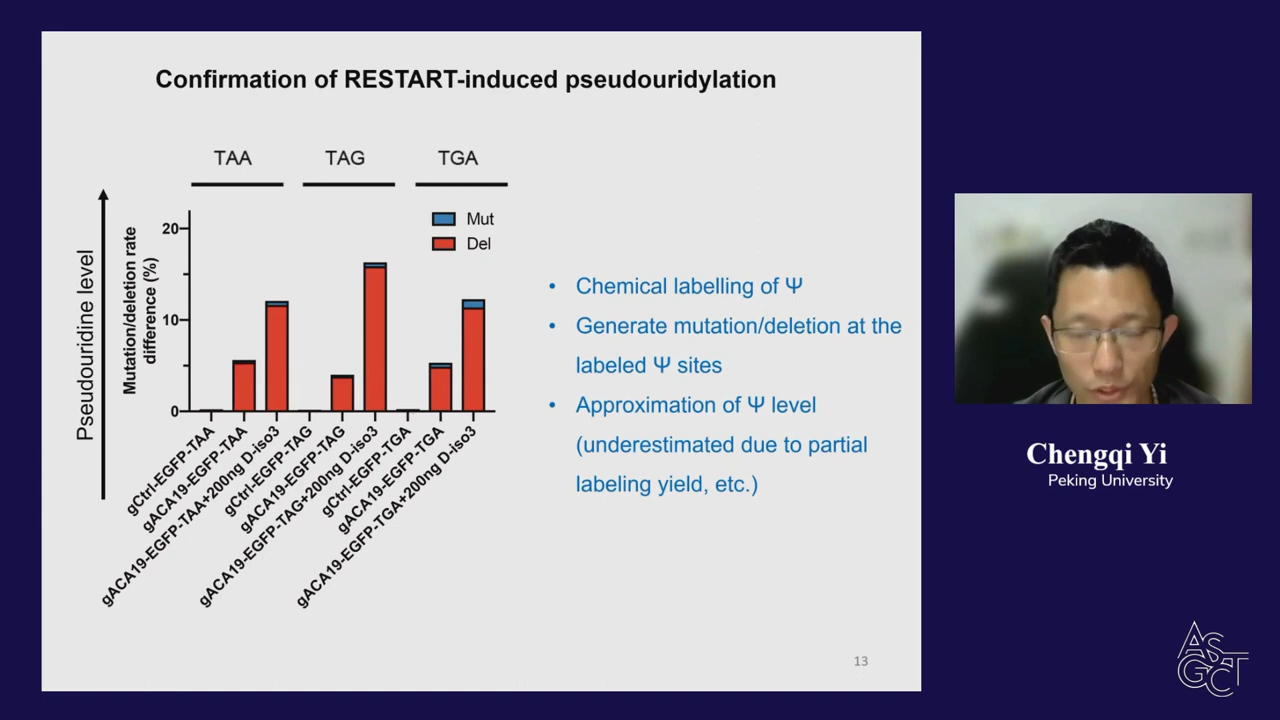 Confirmation of RESTART-induced pseudouridylation
TAA
TAG
TGA
Pseudouridine level
Mutation/deletion rate
difference (%)
20
10
0
Mut
Del
gCtrl-EGFP-TAA
gACA19-EGFP-TAA
gACA19-EGFP-TAA+200ng D-iso3
gCtrl-EGFP-TAG
gACA19-EGFP-TAG
gACA19-EGFP-TAG+200ng D-iso3
gCtrl-EGFP-TGA
gACA19-EGFP-TGA
gACA19-EGFP-TGA+200ng D-iso3
• Chemical labelling of Ψ
• Generate mutation/deletion at the
labeled Ψ sites
• Approximation of Ψ level
(underestimated due to partial
labeling yield, etc.)
13
Chengqi Yi
Peking University
ASGCT